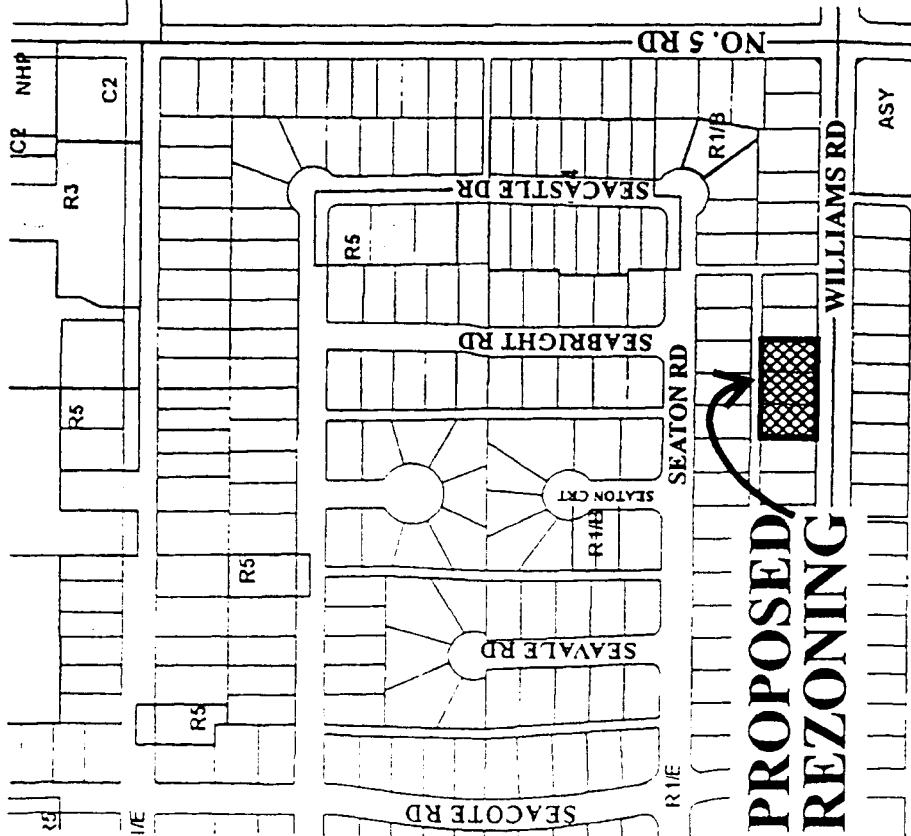 NO. 5 RD
NHP
C2
C2
R3
R1/B
ASY
SEACASTLE DR
WILLIAMS RD
R5
SEABRIGHT RD
SEATON RD
R5
SEATON CRT
R1/B
R5
SEAVALE RD
R5
SEACOTE RD
R1/E
PROPOSED
REZONING